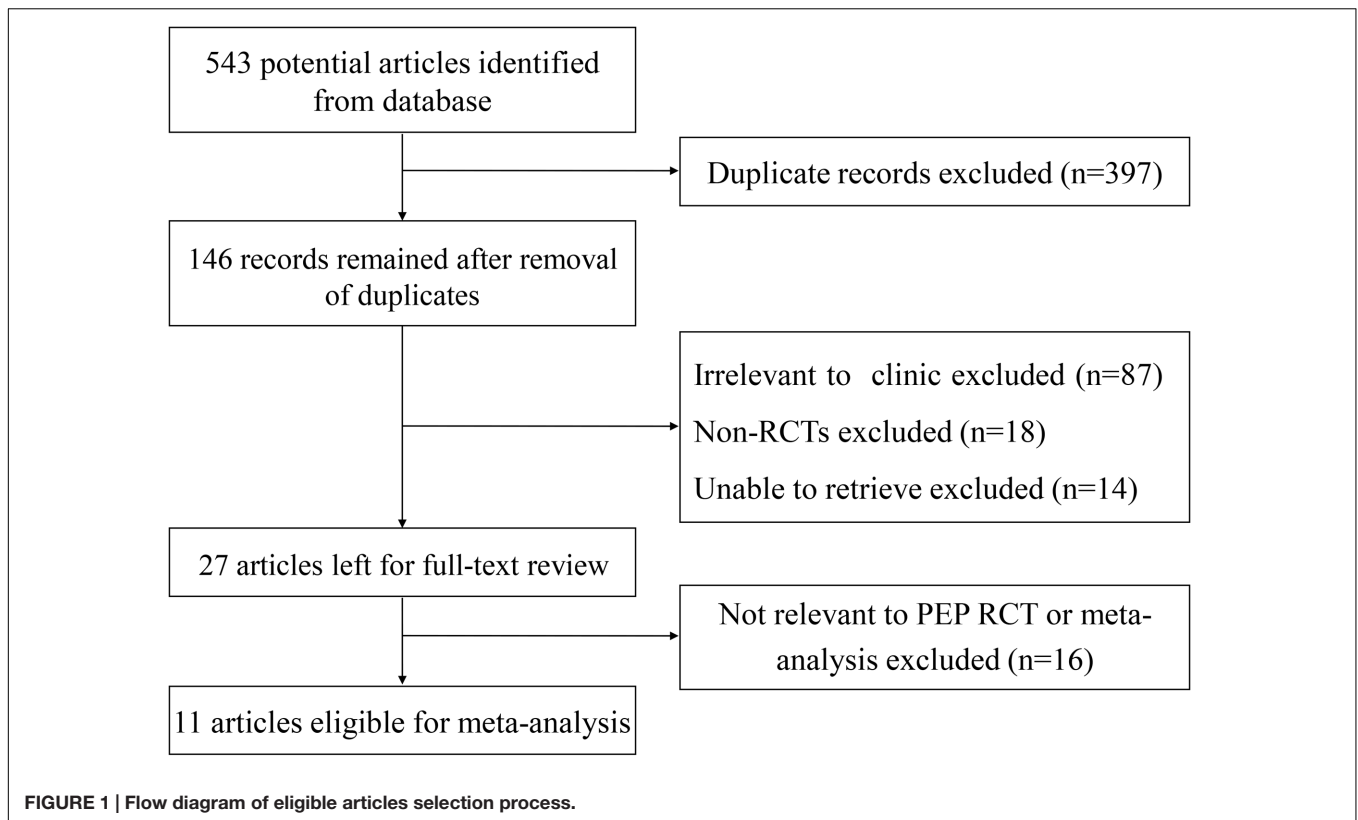 543 potential articles identified
from database
Duplicate records excluded (n=397)
146 records remained after removal
of duplicates
Irrelevant to clinic excluded (n=87)
Non-RCTs excluded (n=18)
Unable to retrieve excluded (n=14)
27 articles left for full-text review
Not relevant to PEP RCT or meta-
analysis excluded (n=16)
11 articles eligible for meta-analysis
FIGURE 1 | Flow diagram of eligible articles selection process.